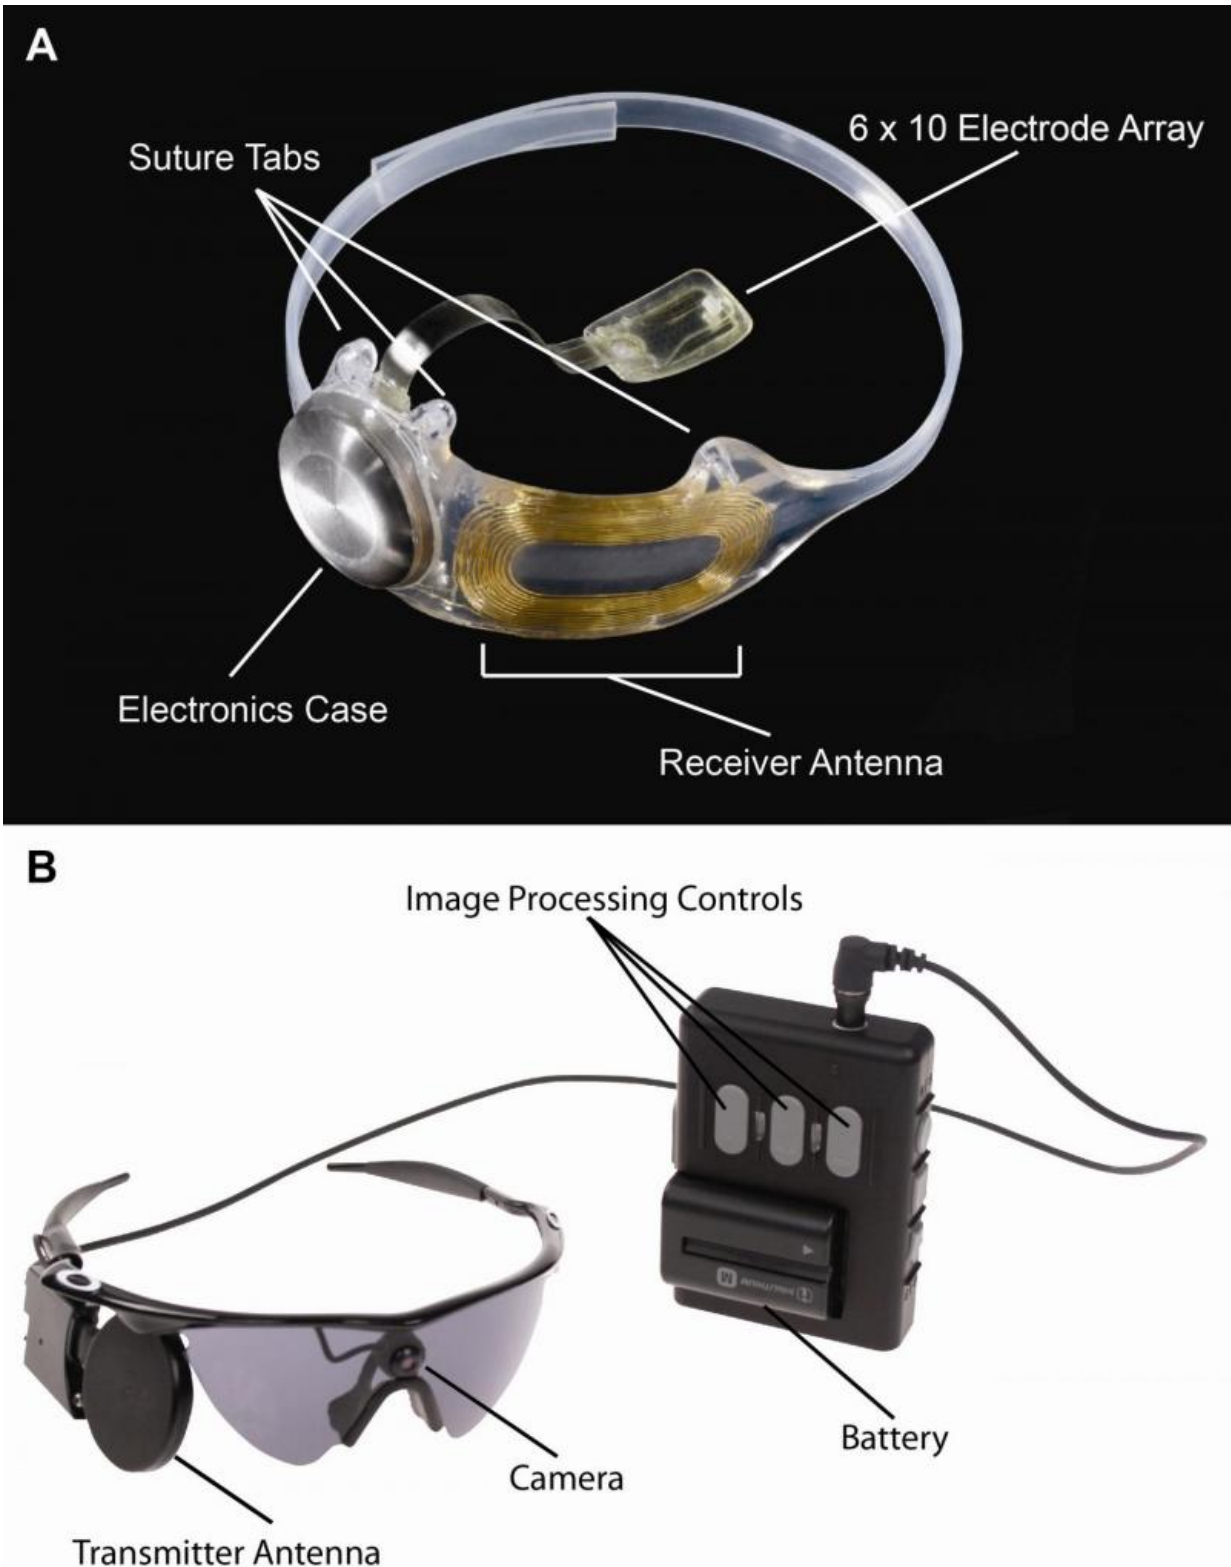 A
Suture Tabs
6 x 10 Electrode Array
Electronics Case
Receiver Antenna
B
Image Processing Controls
M
Battery
Camera
Transmitter Antenna